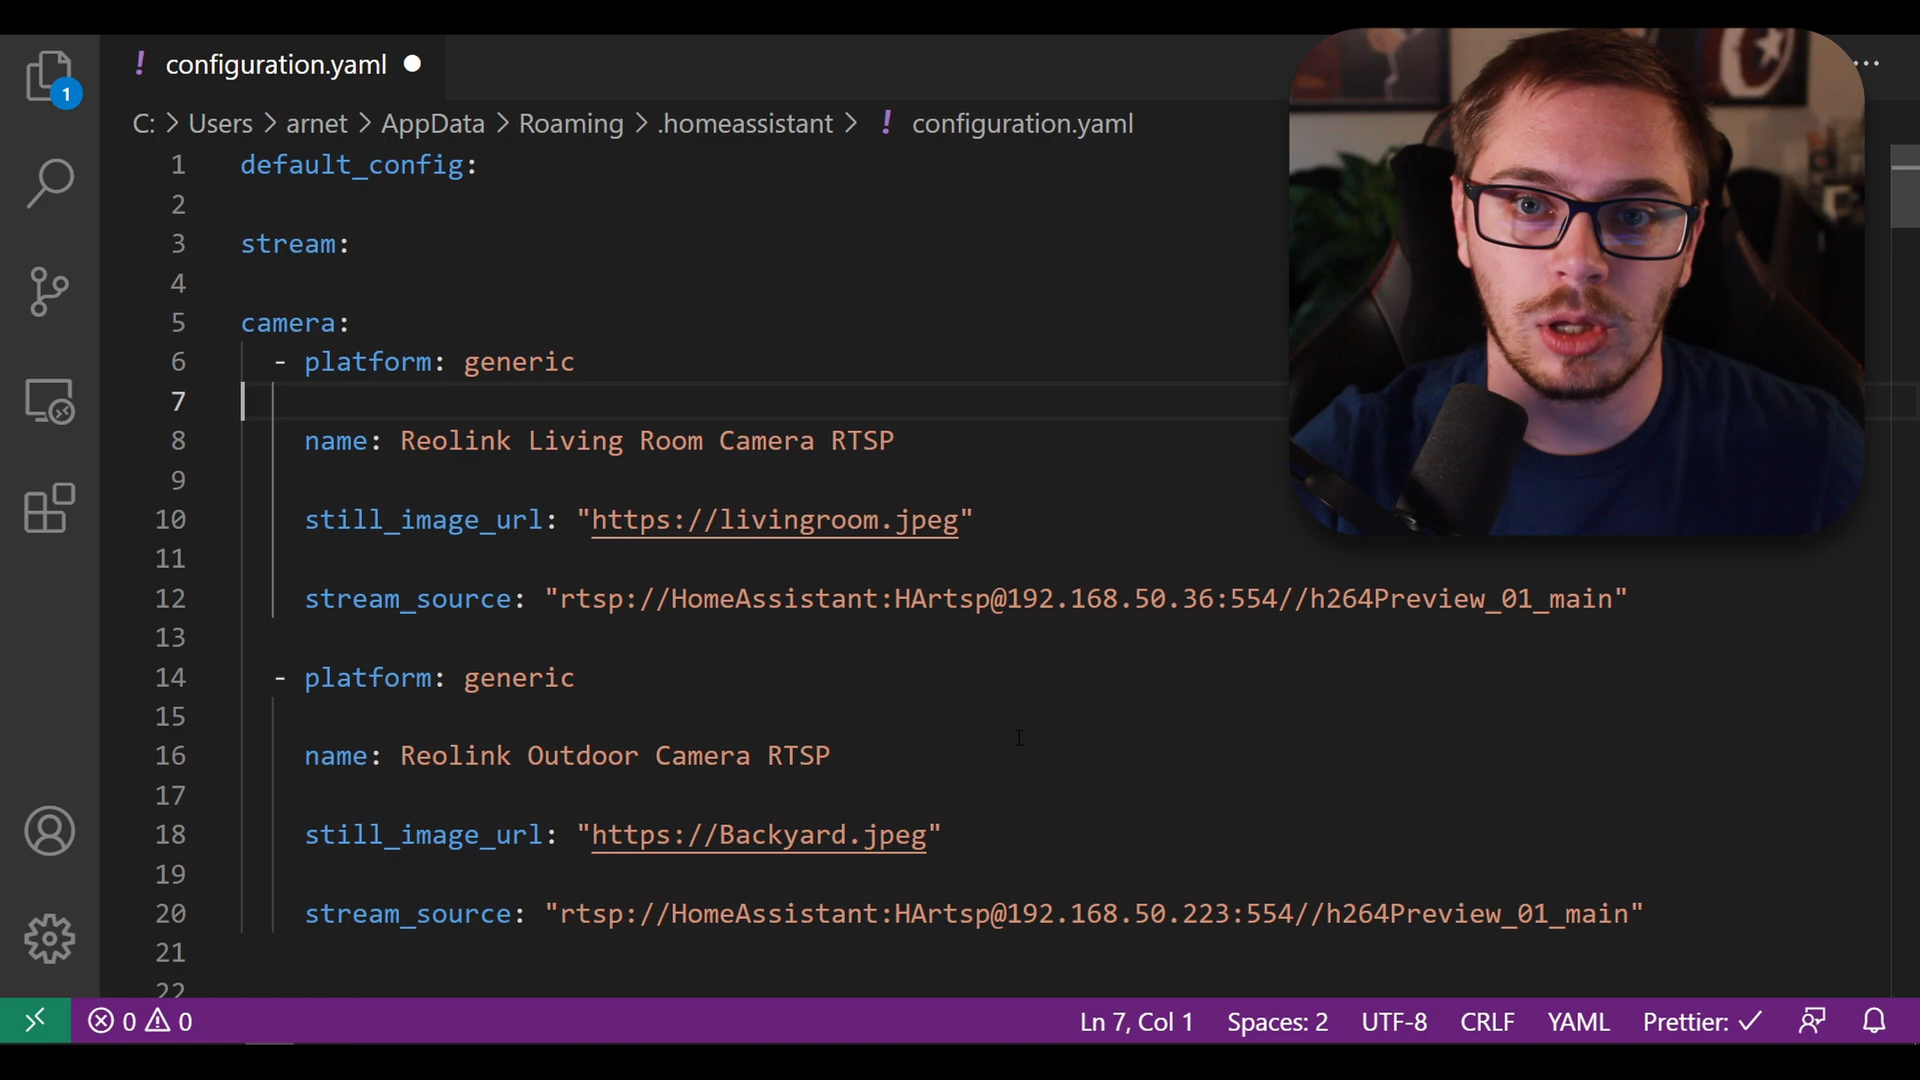 ! configuration.yaml ●
1
C: > Users > arnet > AppData > Roaming > .homeassistant > ! configuration.yaml
1 default_config:
2
3 stream:
4
5 camera:
6 - platform: generic
7
8 name: Reolink Living Room Camera RTSP
9
10 still_image_url: "https://livingroom.jpeg"
11
12 stream_source: "rtsp://HomeAssistant:HArtsp@192.168.50.36:554//h264Preview_01_main"
13
14 - platform: generic
15
16 name: Reolink Outdoor Camera RTSP
17
18 still_image_url: "https://Backyard.jpeg"
19
20 stream_source: "rtsp://HomeAssistant:HArtsp@192.168.50.223:554//h264Preview_01_main"
21
22
0 0 Ln 7, Col 1 Spaces: 2 UTF-8 CRLF YAML Prettier: ✓